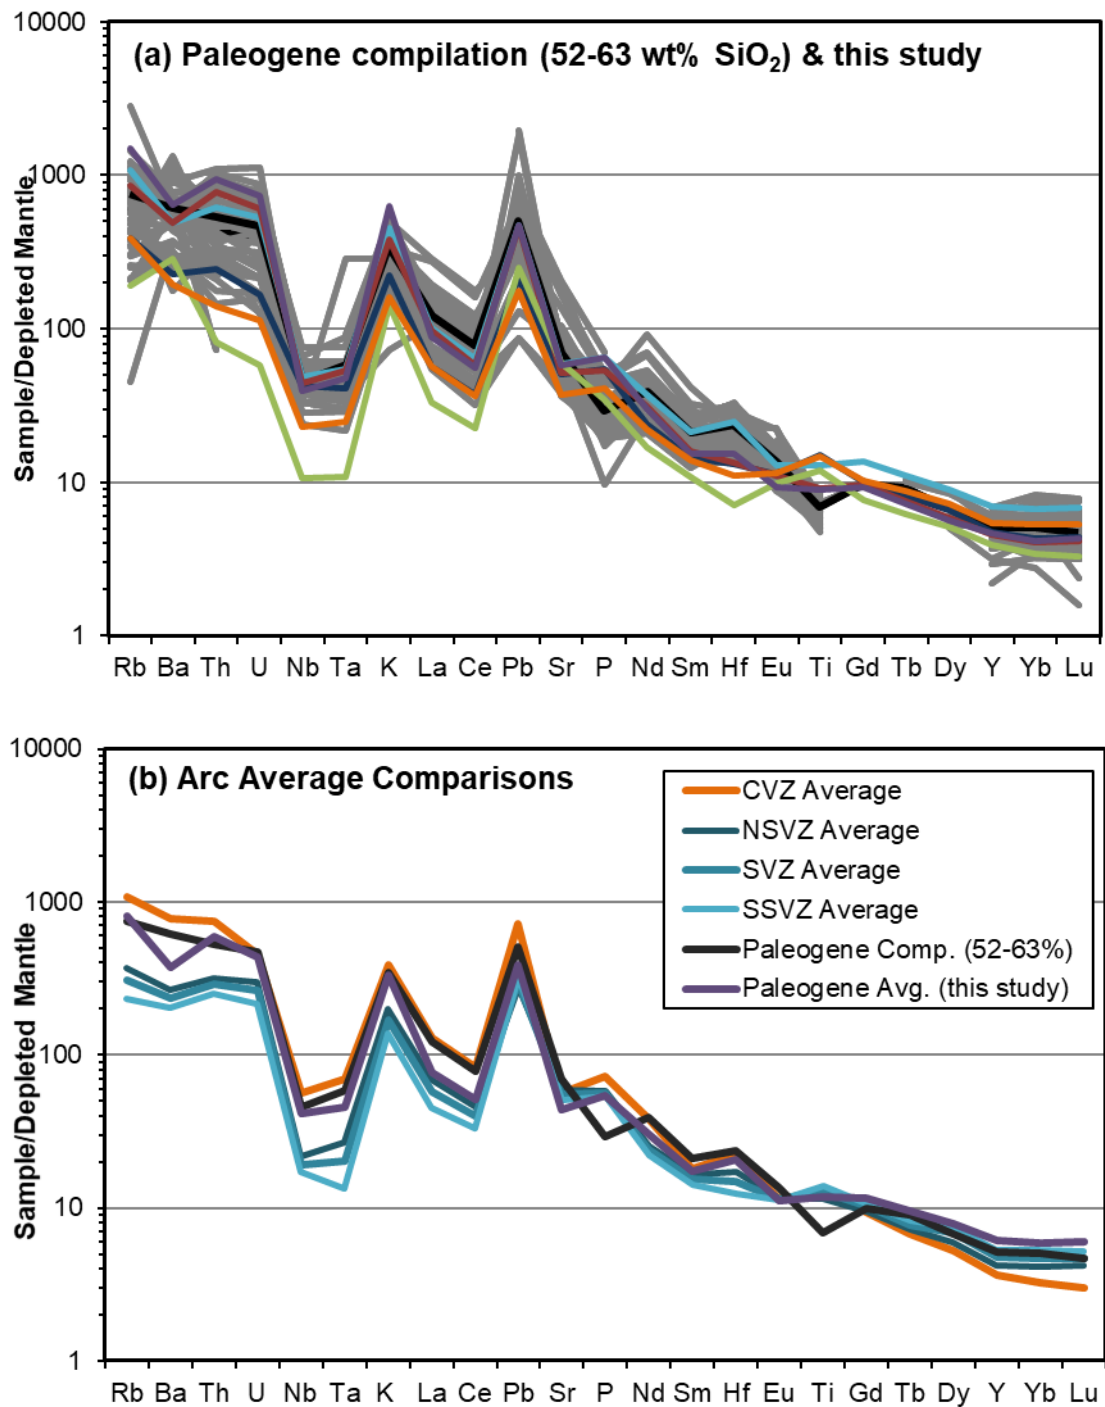 10000
(a) Paleogene compilation (52-63 wt% SiO₂) & this study
1000
100
10
1
Sample/Depleted Mantle
Rb Ba Th U Nb Ta K La Ce Pb Sr P Nd Sm Hf Eu Ti Gd Tb Dy Y Yb Lu
10000
(b) Arc Average Comparisons
CVZ Average
NSVZ Average
SVZ Average
SSVZ Average
Paleogene Comp. (52-63%)
Paleogene Avg. (this study)
1000
100
10
1
Sample/Depleted Mantle
Rb Ba Th U Nb Ta K La Ce Pb Sr P Nd Sm Hf Eu Ti Gd Tb Dy Y Yb Lu